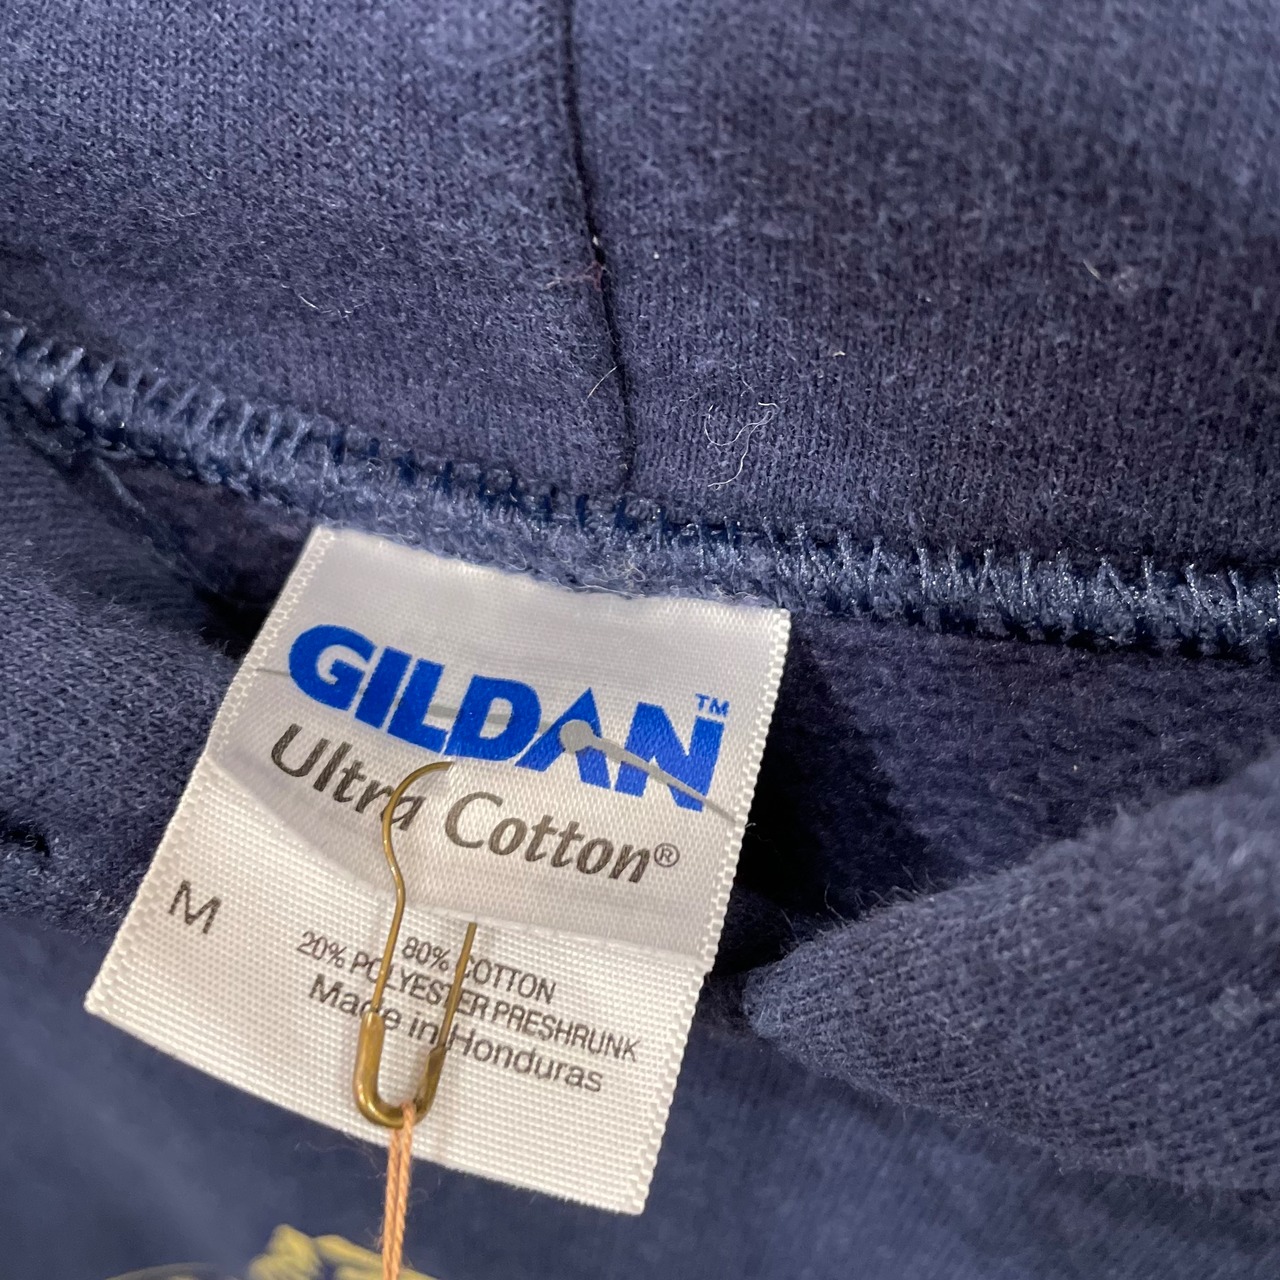 GILDAN™
Ultra Cotton®
M
80% COTTON
20% POLYESTER PRESHRUNK
Made in Honduras